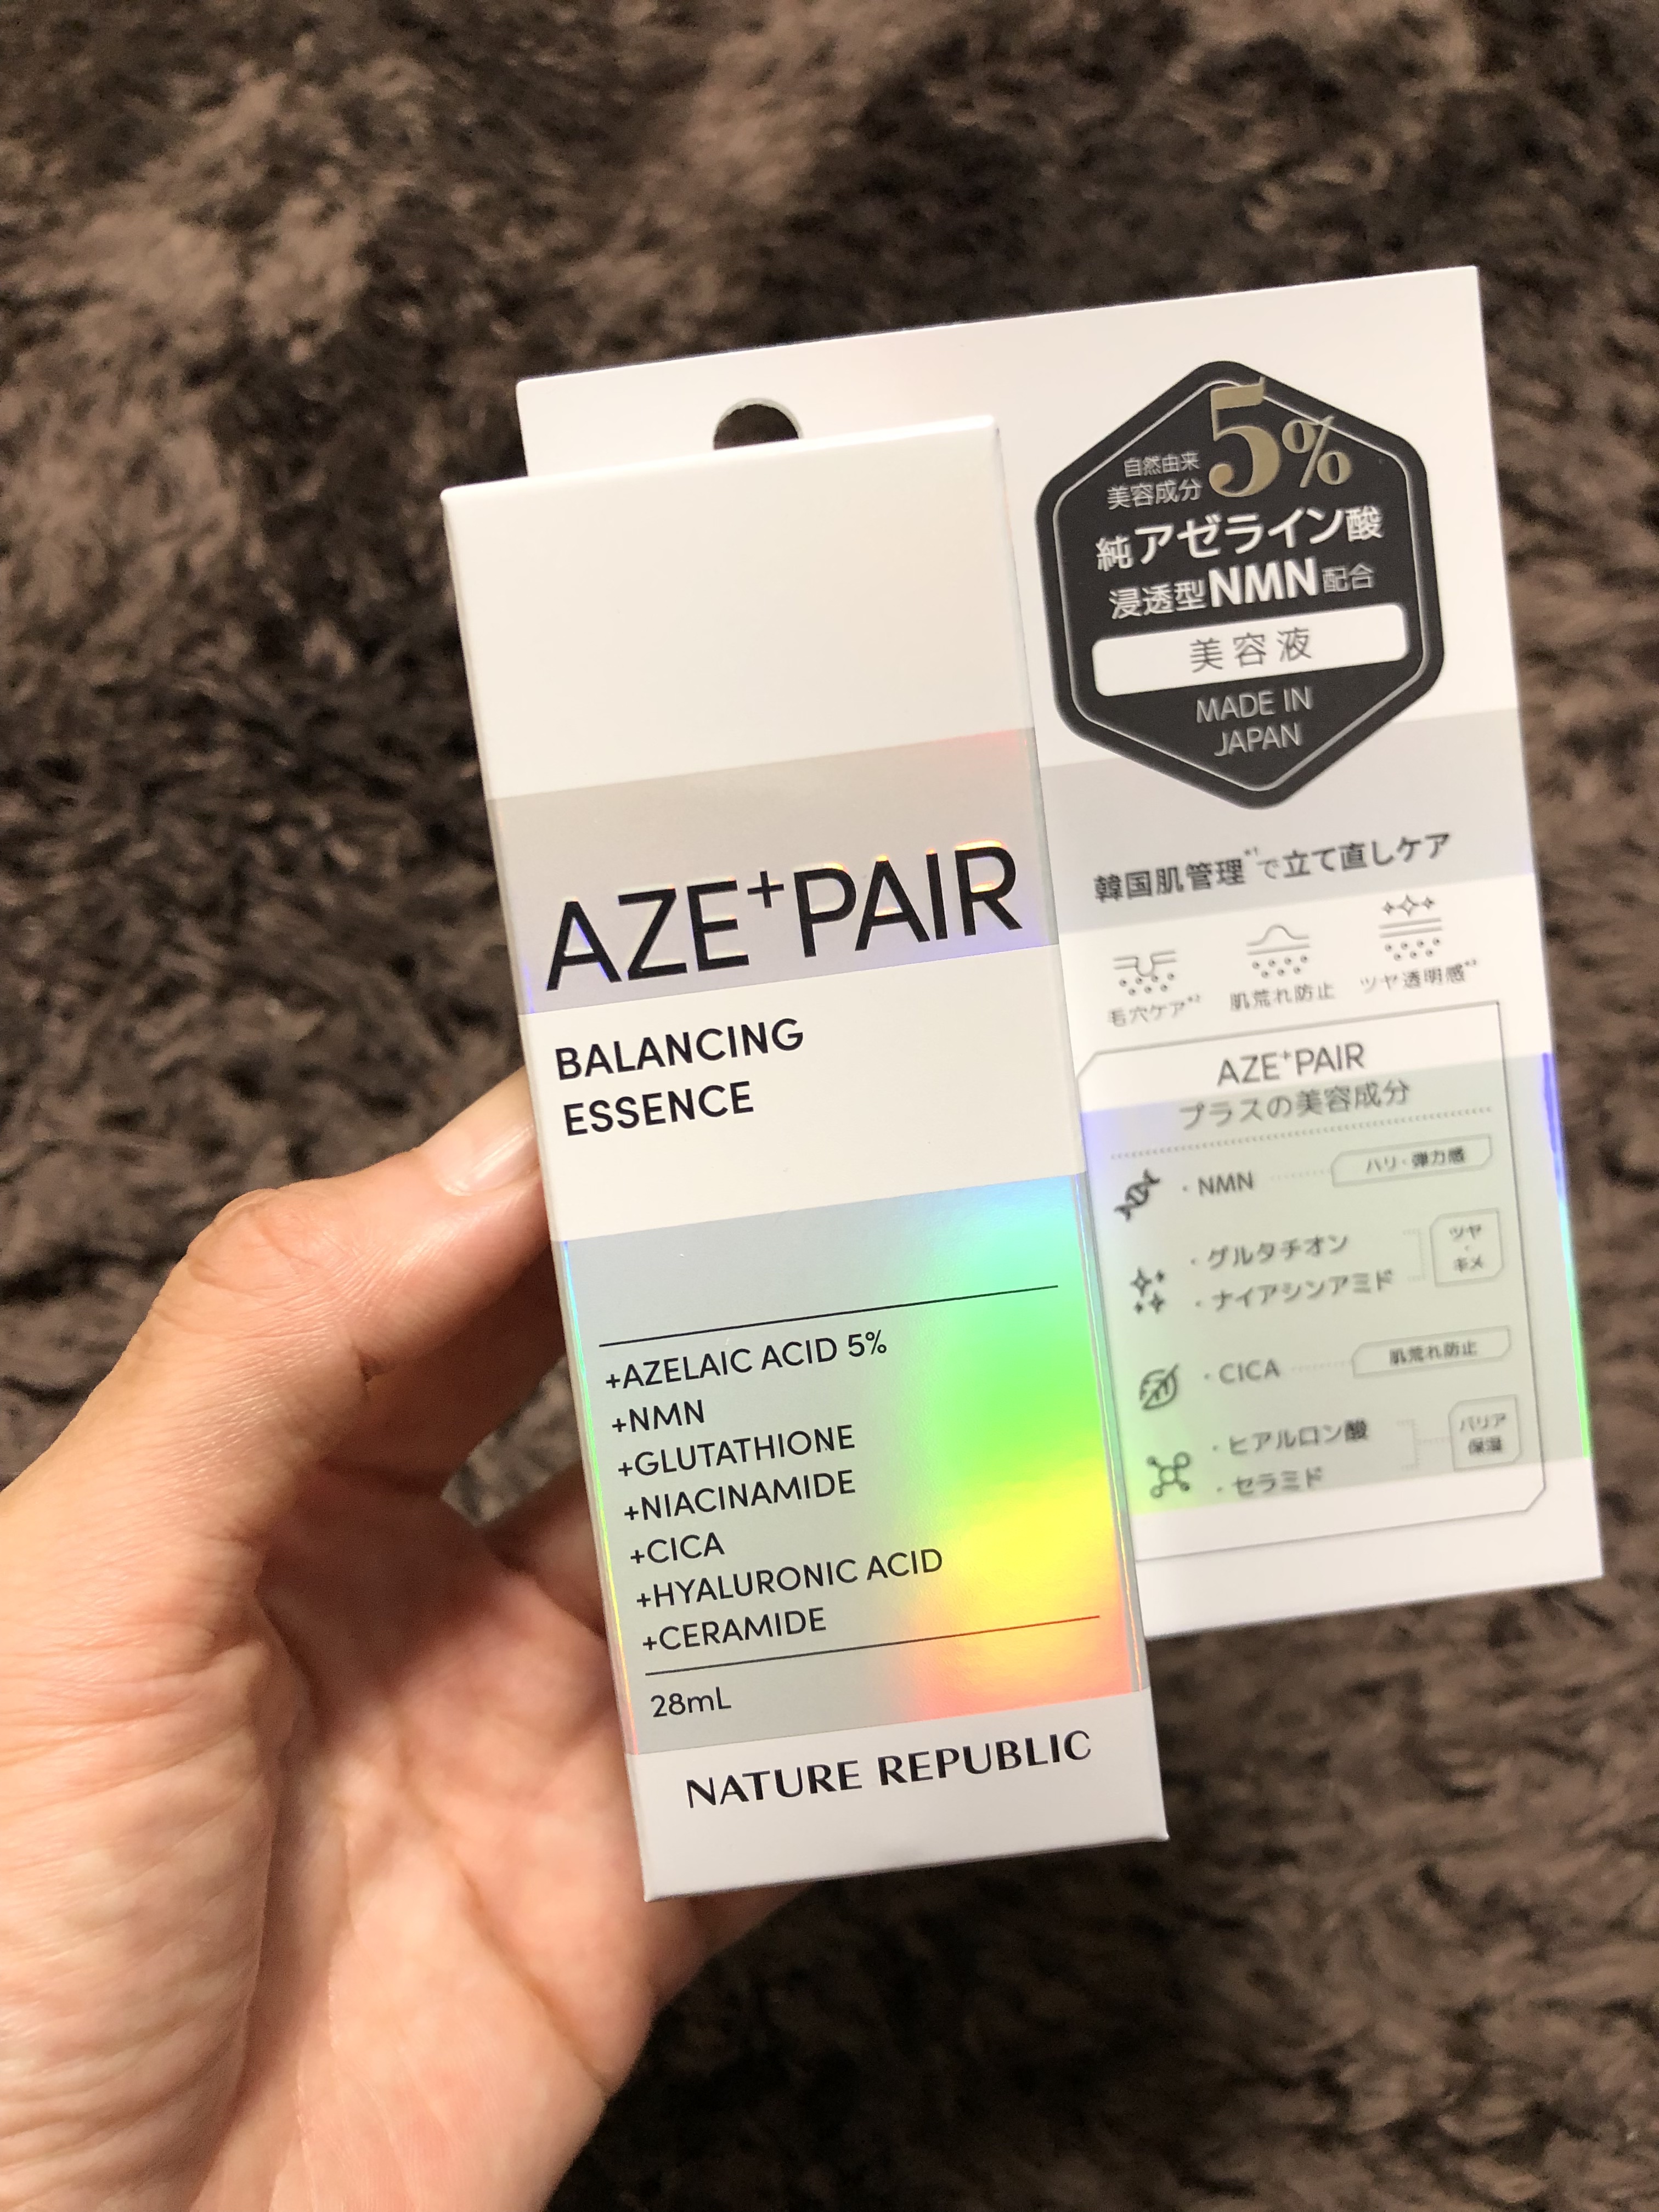 AZE⁺PAIR
BALANCING
ESSENCE
+AZELAIC ACID 5%
+NMN
+GLUTATHIONE
+NIACINAMIDE
+CICA
+HYALURONIC ACID
+CERAMIDE
28mL
NATURE REPUBLIC
自然由来
美容成分
5%
純アゼライン酸
浸透型NMN配合
美容液
MADE IN
JAPAN
韓国肌管理*¹で立て直しケア
毛穴ケア*²
肌荒れ防止
ツヤ透明感*³
AZE⁺PAIR
プラスの美容成分
・NMN
ハリ・弾力感
・グルタチオン
・ナイアシンアミド
ツヤ
・
キメ
・CICA
肌荒れ防止
・ヒアルロン酸
・セラミド
バリア
保湿